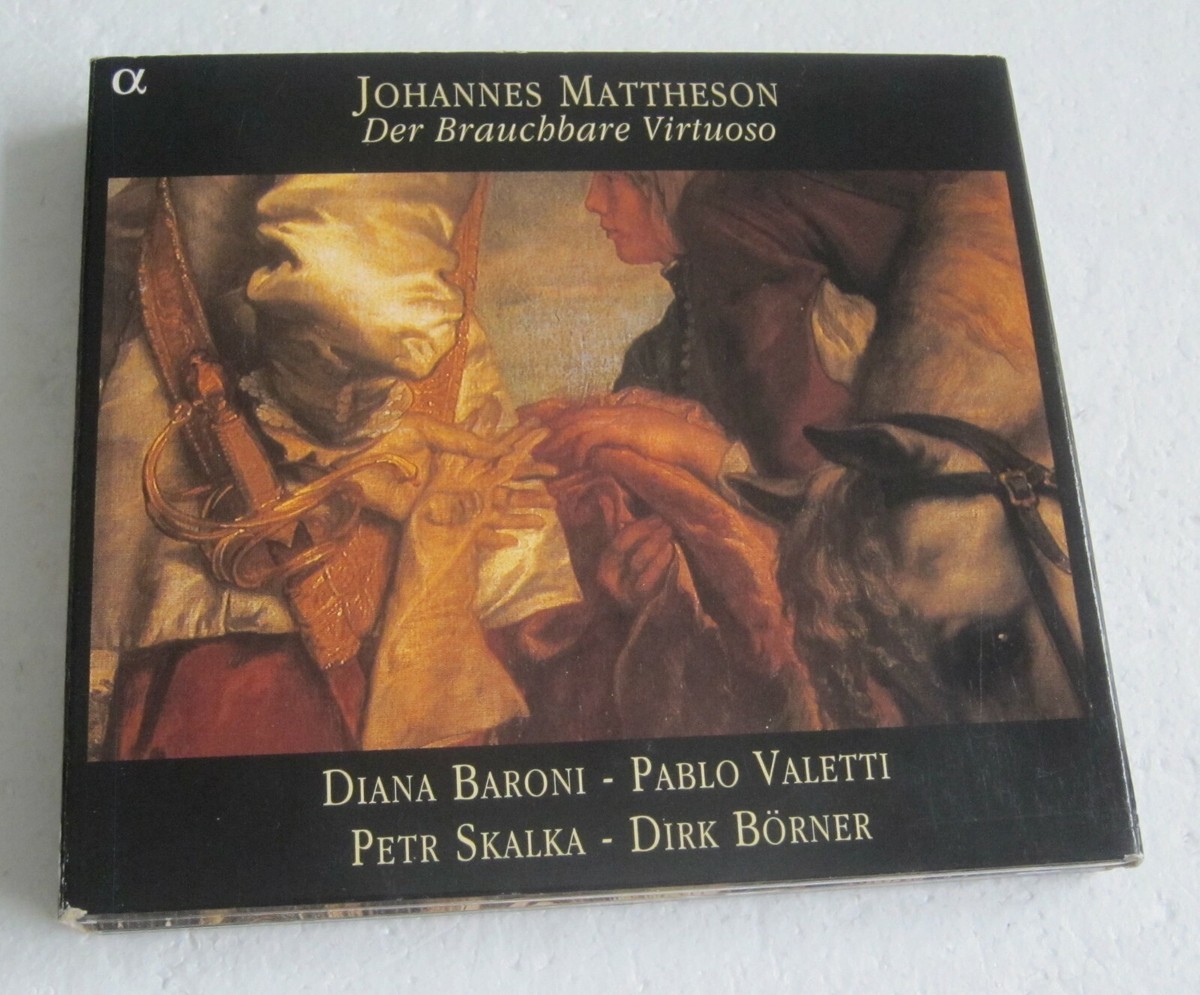 α
JOHANNES MATTHESON
Der Brauchbare Virtuoso
DIANA BARONI - PABLO VALETTI
PETR SKALKA - DIRK BÖRNER